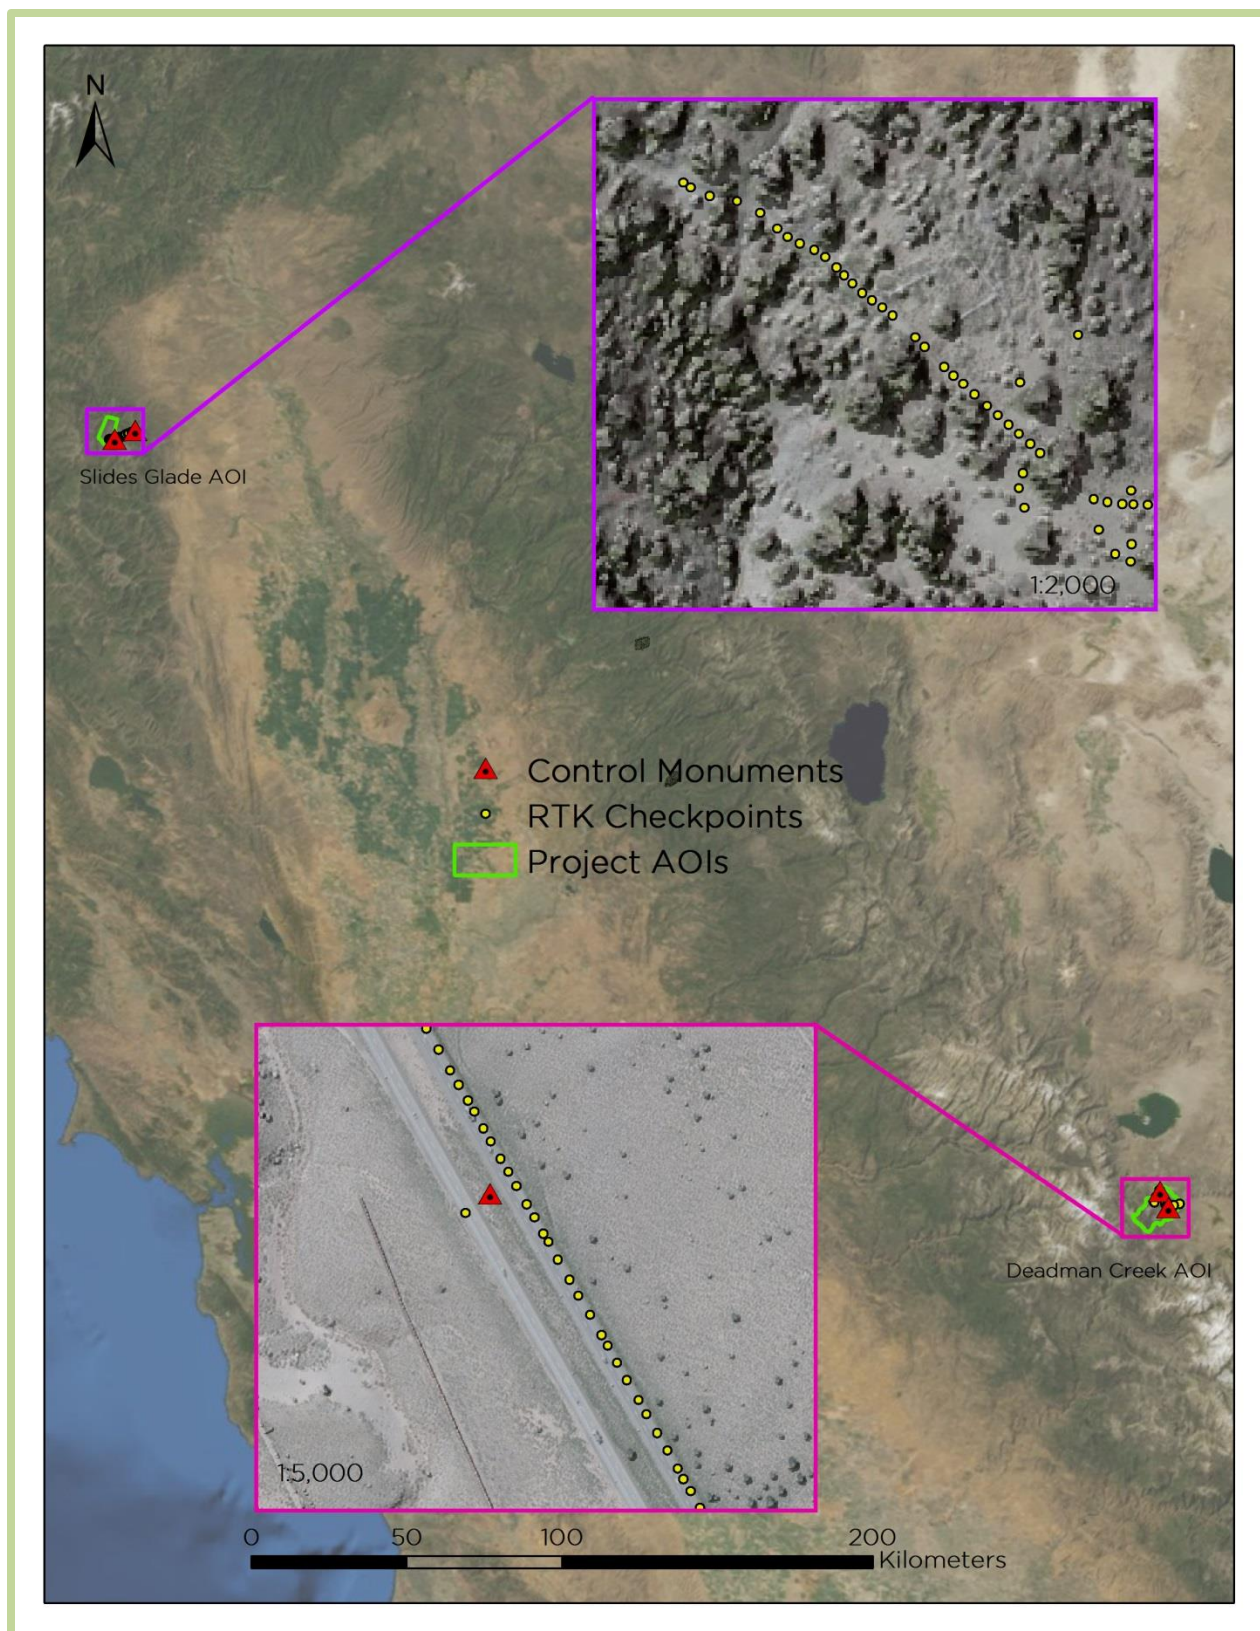 N
Slides Glade AOI
1:2,000
Control Monuments
RTK Checkpoints
Project AOIs
Deadman Creek AOI
1:5,000
0 50 100 200
Kilometers